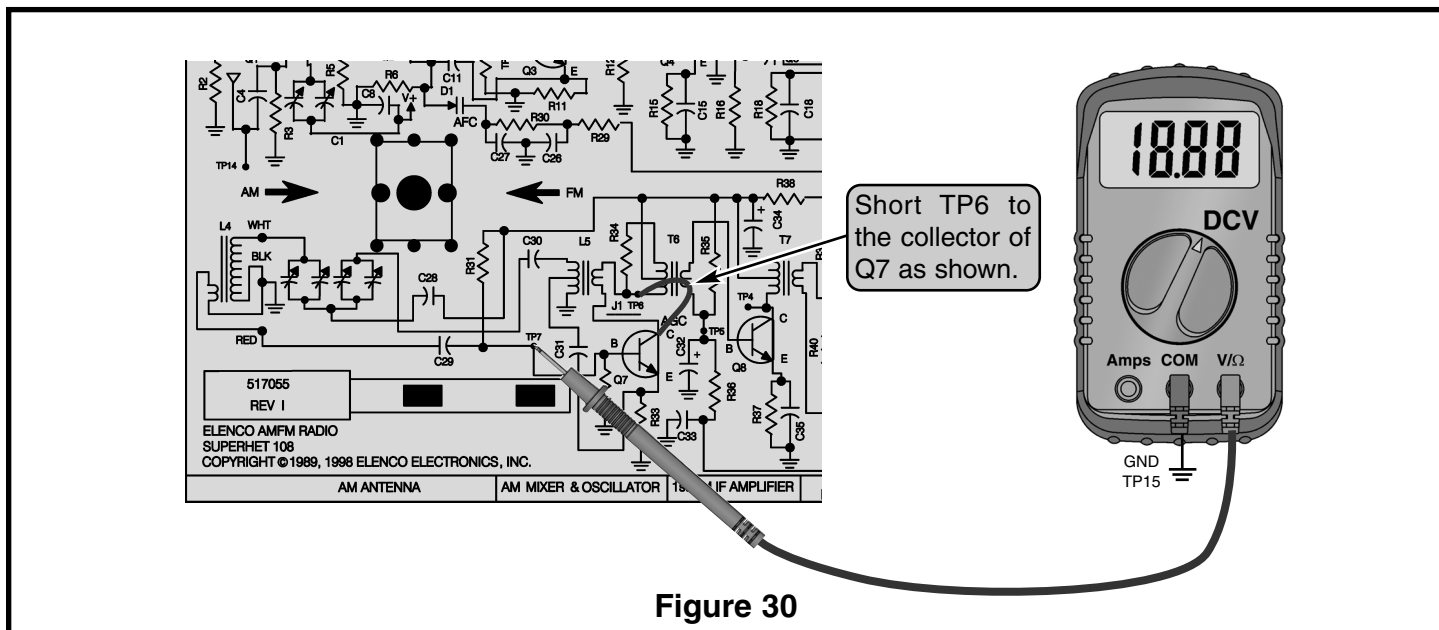 R2
C4
R3
R5
R6
C8
V+
C11
D1
AFC
Q3
E
R11
R12
C1
R30
C27
C26
R29
Q4
R15
C15
R16
R18
C18
TP14
AM
FM
L4
WHT
BLK
RED
R31
C28
C29
C30
L5
R34
T6
R35
R38
C34
+
T7
J1
TP6
AGC
TP7
C31
B
C
E
Q7
R33
C32
+
TP5
R36
C33
TP4
B
C
E
Q8
R37
C35
R40
517055
REV I
ELENCO AMFM RADIO
SUPERHET 108
COPYRIGHT © 1989, 1998 ELENCO ELECTRONICS, INC.
AM ANTENNA
AM MIXER & OSCILLATOR
IF AMPLIFIER
Short TP6 to
the collector of
Q7 as shown.
18.88
DCV
Amps COM V/Ω
GND
TP15
Figure 30